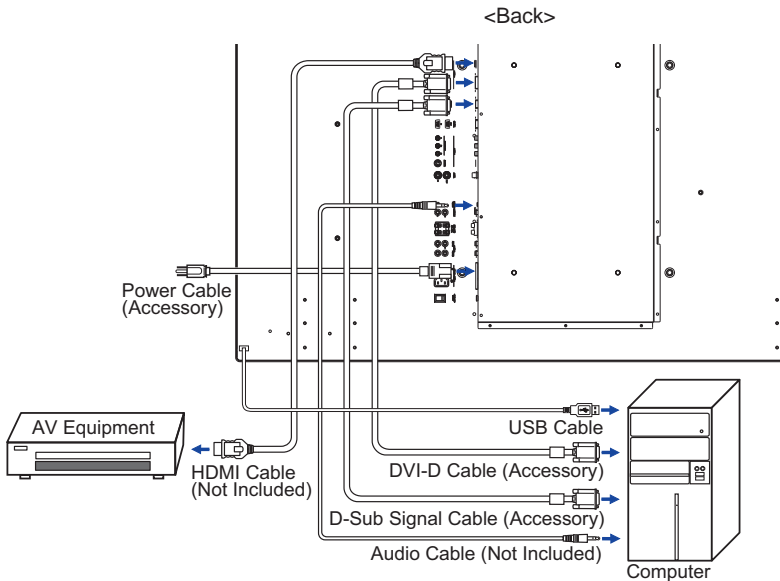 <Back>
Power Cable
(Accessory)
USB Cable
AV Equipment
HDMI Cable
(Not Included)
DVI-D Cable (Accessory)
D-Sub Signal Cable (Accessory)
Audio Cable (Not Included)
Computer